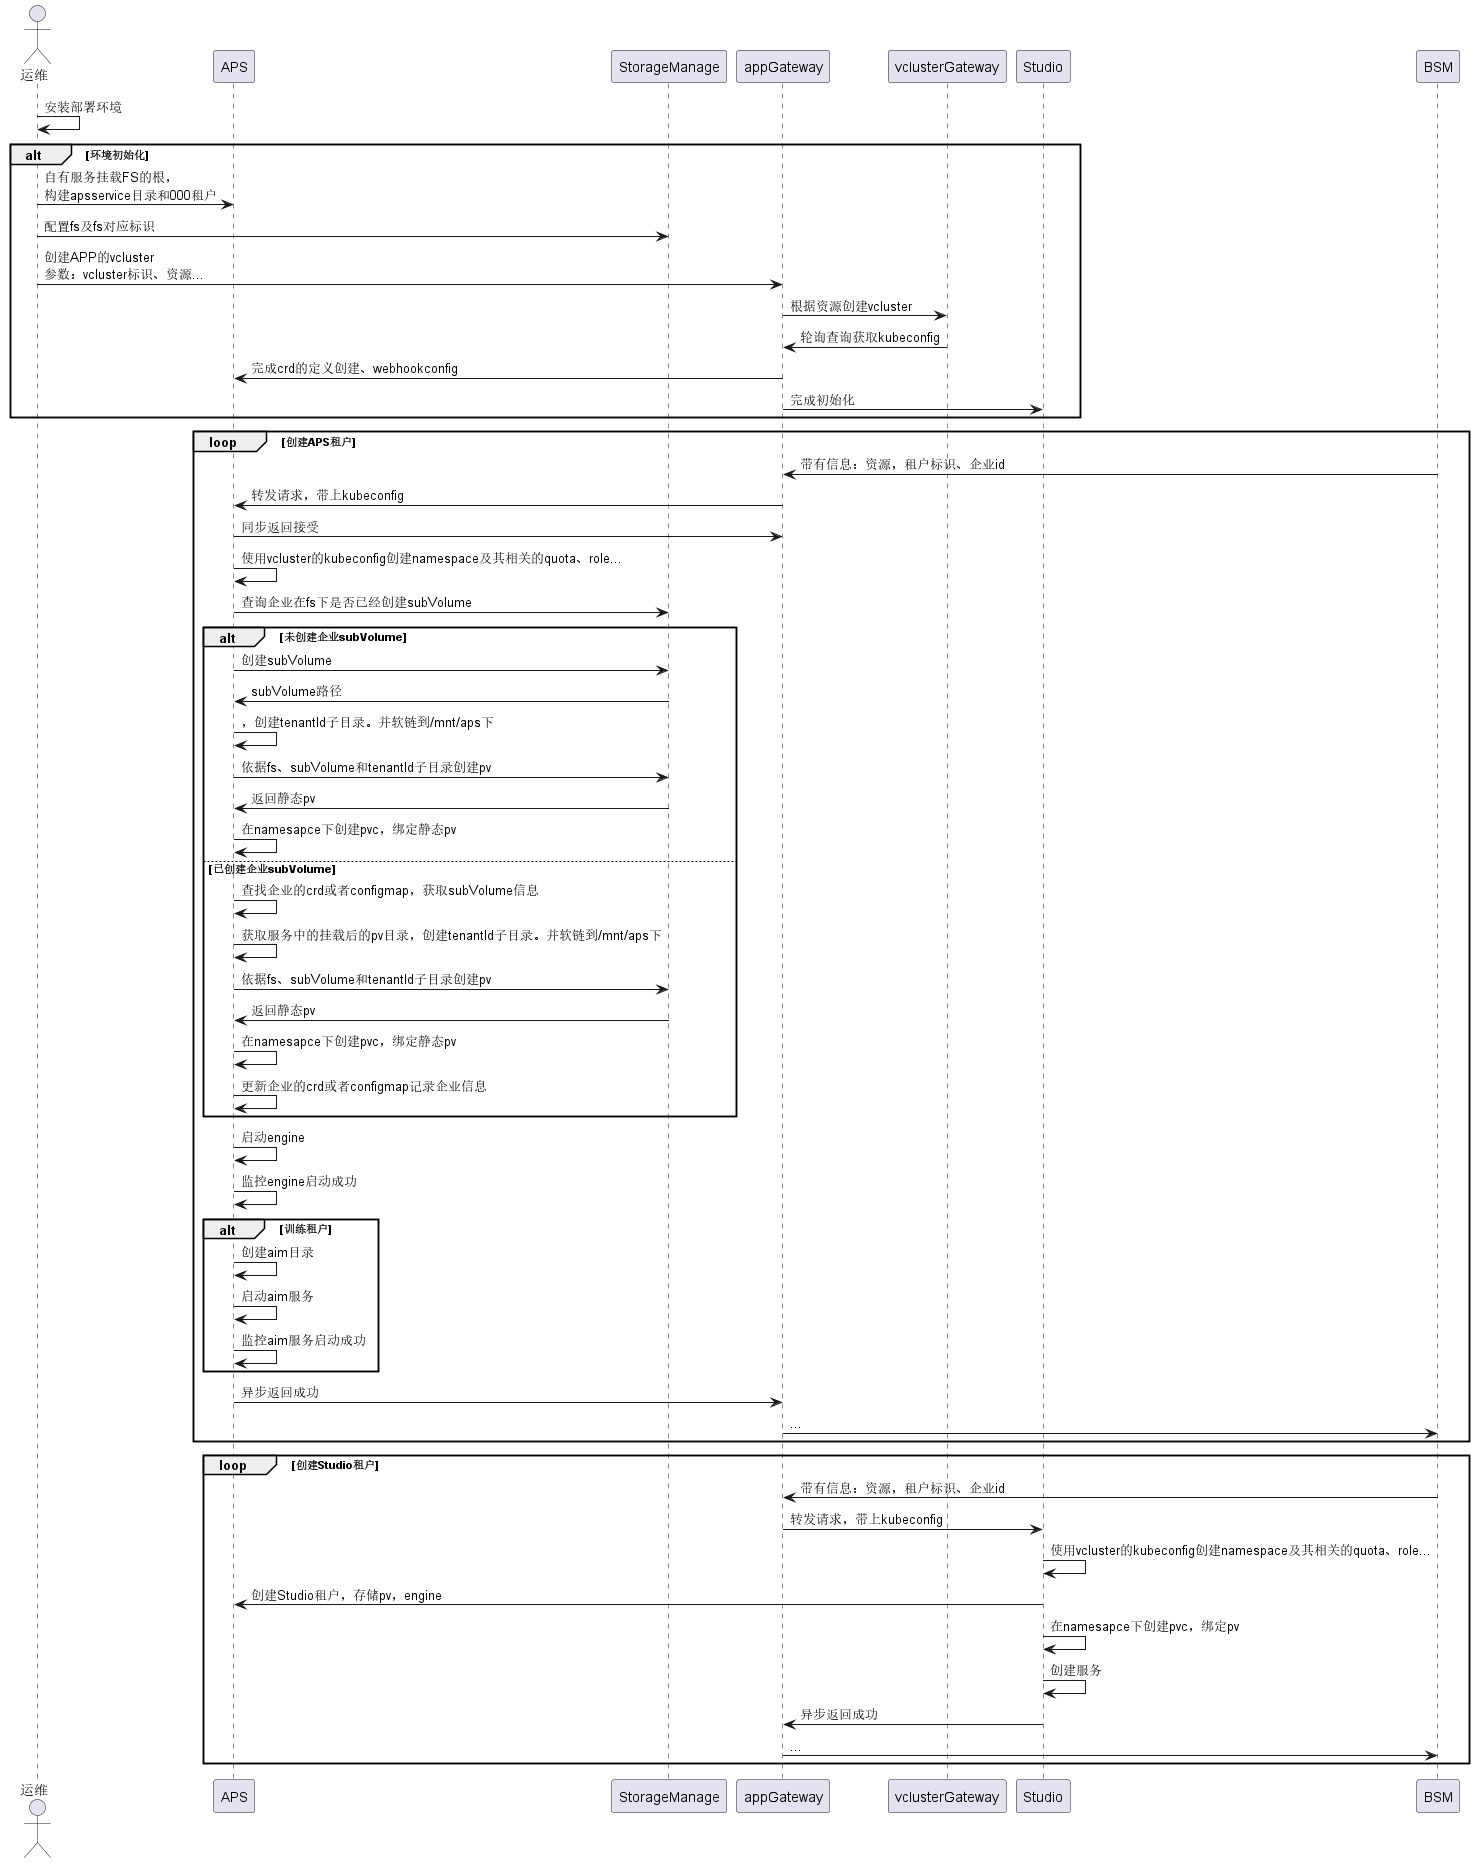 运维
APS
StorageManage
appGateway
vclusterGateway
Studio
BSM
安装部署环境
alt
[环境初始化]
自有服务挂载FS的根，
构建apsservice目录和000租户
配置fs及fs对应标识
创建APP的vcluster
参数：vcluster标识、资源...
根据资源创建vcluster
轮询查询获取kubeconfig
完成crd的定义创建、webhookconfig
完成初始化
loop
[创建APS租户]
带有信息：资源，租户标识、企业id
转发请求，带上kubeconfig
同步返回接受
使用vcluster的kubeconfig创建namespace及其相关的quota、role...
查询企业在fs下是否已经创建subVolume
alt
[未创建企业subVolume]
创建subVolume
subVolume路径
，创建tenantId子目录。并软链到/mnt/aps下
依据fs、subVolume和tenantId子目录创建pv
返回静态pv
在namesapce下创建pvc，绑定静态pv
[已创建企业subVolume]
查找企业的crd或者configmap，获取subVolume信息
获取服务中的挂载后的pv目录，创建tenantId子目录。并软链到/mnt/aps下
依据fs、subVolume和tenantId子目录创建pv
返回静态pv
在namesapce下创建pvc，绑定静态pv
更新企业的crd或者configmap记录企业信息
启动engine
监控engine启动成功
alt
[训练租户]
创建aim目录
启动aim服务
监控aim服务启动成功
异步返回成功
...
loop
[创建Studio租户]
带有信息：资源，租户标识、企业id
转发请求，带上kubeconfig
使用vcluster的kubeconfig创建namespace及其相关的quota、role...
创建Studio租户，存储pv，engine
在namesapce下创建pvc，绑定pv
创建服务
异步返回成功
...
运维
APS
StorageManage
appGateway
vclusterGateway
Studio
BSM